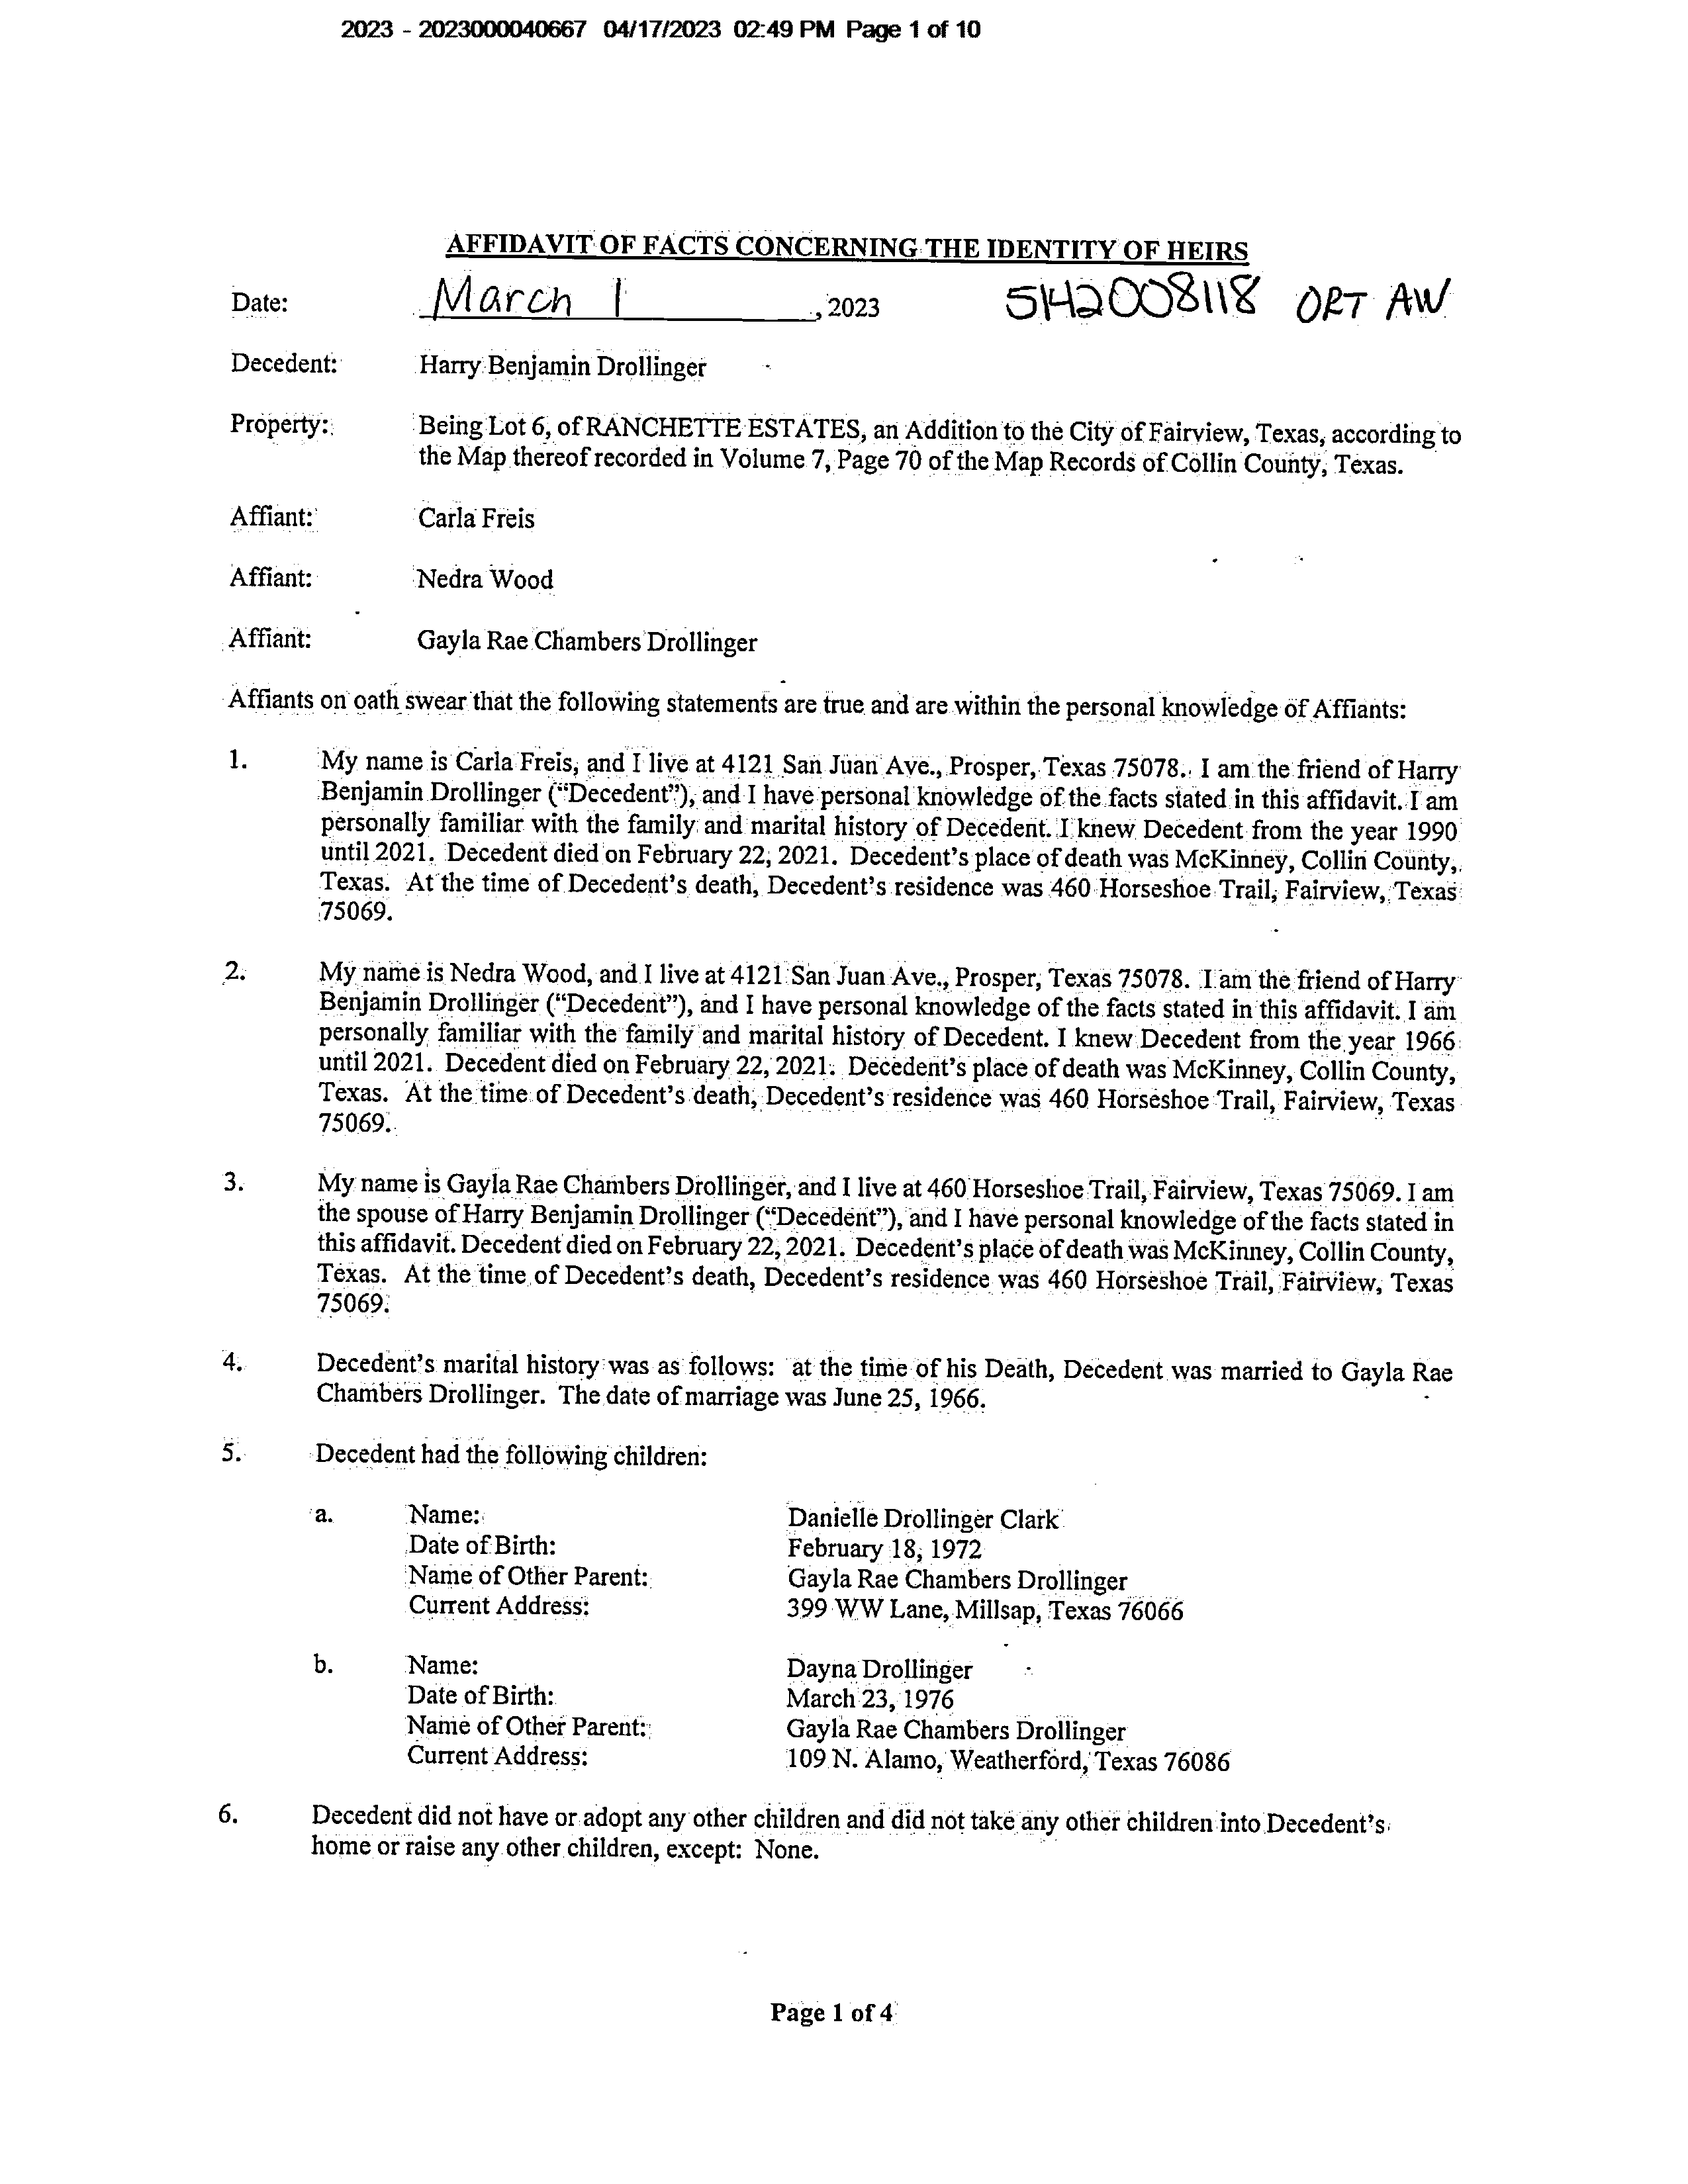 2023 - 2023000040667 04/17/2023 02:49 PM Page 1 of 10
AFFIDAVIT OF FACTS CONCERNING THE IDENTITY OF HEIRS
Date: March 1, 2023 5142008118 ORT AW
Decedent: Harry Benjamin Drollinger
Property: Being Lot 6, of RANCHETTE ESTATES, an Addition to the City of Fairview, Texas, according to
the Map thereof recorded in Volume 7, Page 70 of the Map Records of Collin County, Texas.
Affiant: Carla Freis
Affiant: Nedra Wood
Affiant: Gayla Rae Chambers Drollinger
Affiants on oath swear that the following statements are true and are within the personal knowledge of Affiants:
1. My name is Carla Freis, and I live at 4121 San Juan Ave., Prosper, Texas 75078. I am the friend of Harry
Benjamin Drollinger (“Decedent”), and I have personal knowledge of the facts stated in this affidavit. I am
personally familiar with the family and marital history of Decedent. I knew Decedent from the year 1990
until 2021. Decedent died on February 22, 2021. Decedent’s place of death was McKinney, Collin County,
Texas. At the time of Decedent’s death, Decedent’s residence was 460 Horseshoe Trail, Fairview, Texas
75069.
2. My name is Nedra Wood, and I live at 4121 San Juan Ave., Prosper, Texas 75078. I am the friend of Harry
Benjamin Drollinger (“Decedent”), and I have personal knowledge of the facts stated in this affidavit. I am
personally familiar with the family and marital history of Decedent. I knew Decedent from the year 1966
until 2021. Decedent died on February 22, 2021. Decedent’s place of death was McKinney, Collin County,
Texas. At the time of Decedent’s death, Decedent’s residence was 460 Horseshoe Trail, Fairview, Texas
75069.
3. My name is Gayla Rae Chambers Drollinger, and I live at 460 Horseshoe Trail, Fairview, Texas 75069. I am
the spouse of Harry Benjamin Drollinger (“Decedent”), and I have personal knowledge of the facts stated in
this affidavit. Decedent died on February 22, 2021. Decedent’s place of death was McKinney, Collin County,
Texas. At the time of Decedent’s death, Decedent’s residence was 460 Horseshoe Trail, Fairview, Texas
75069.
4. Decedent’s marital history was as follows: at the time of his Death, Decedent was married to Gayla Rae
Chambers Drollinger. The date of marriage was June 25, 1966.
5. Decedent had the following children:
a. Name: Danielle Drollinger Clark
Date of Birth: February 18, 1972
Name of Other Parent: Gayla Rae Chambers Drollinger
Current Address: 399 WW Lane, Millsap, Texas 76066
b. Name: Dayna Drollinger
Date of Birth: March 23, 1976
Name of Other Parent: Gayla Rae Chambers Drollinger
Current Address: 109 N. Alamo, Weatherford, Texas 76086
6. Decedent did not have or adopt any other children and did not take any other children into Decedent’s
home or raise any other children, except: None.
Page 1 of 4